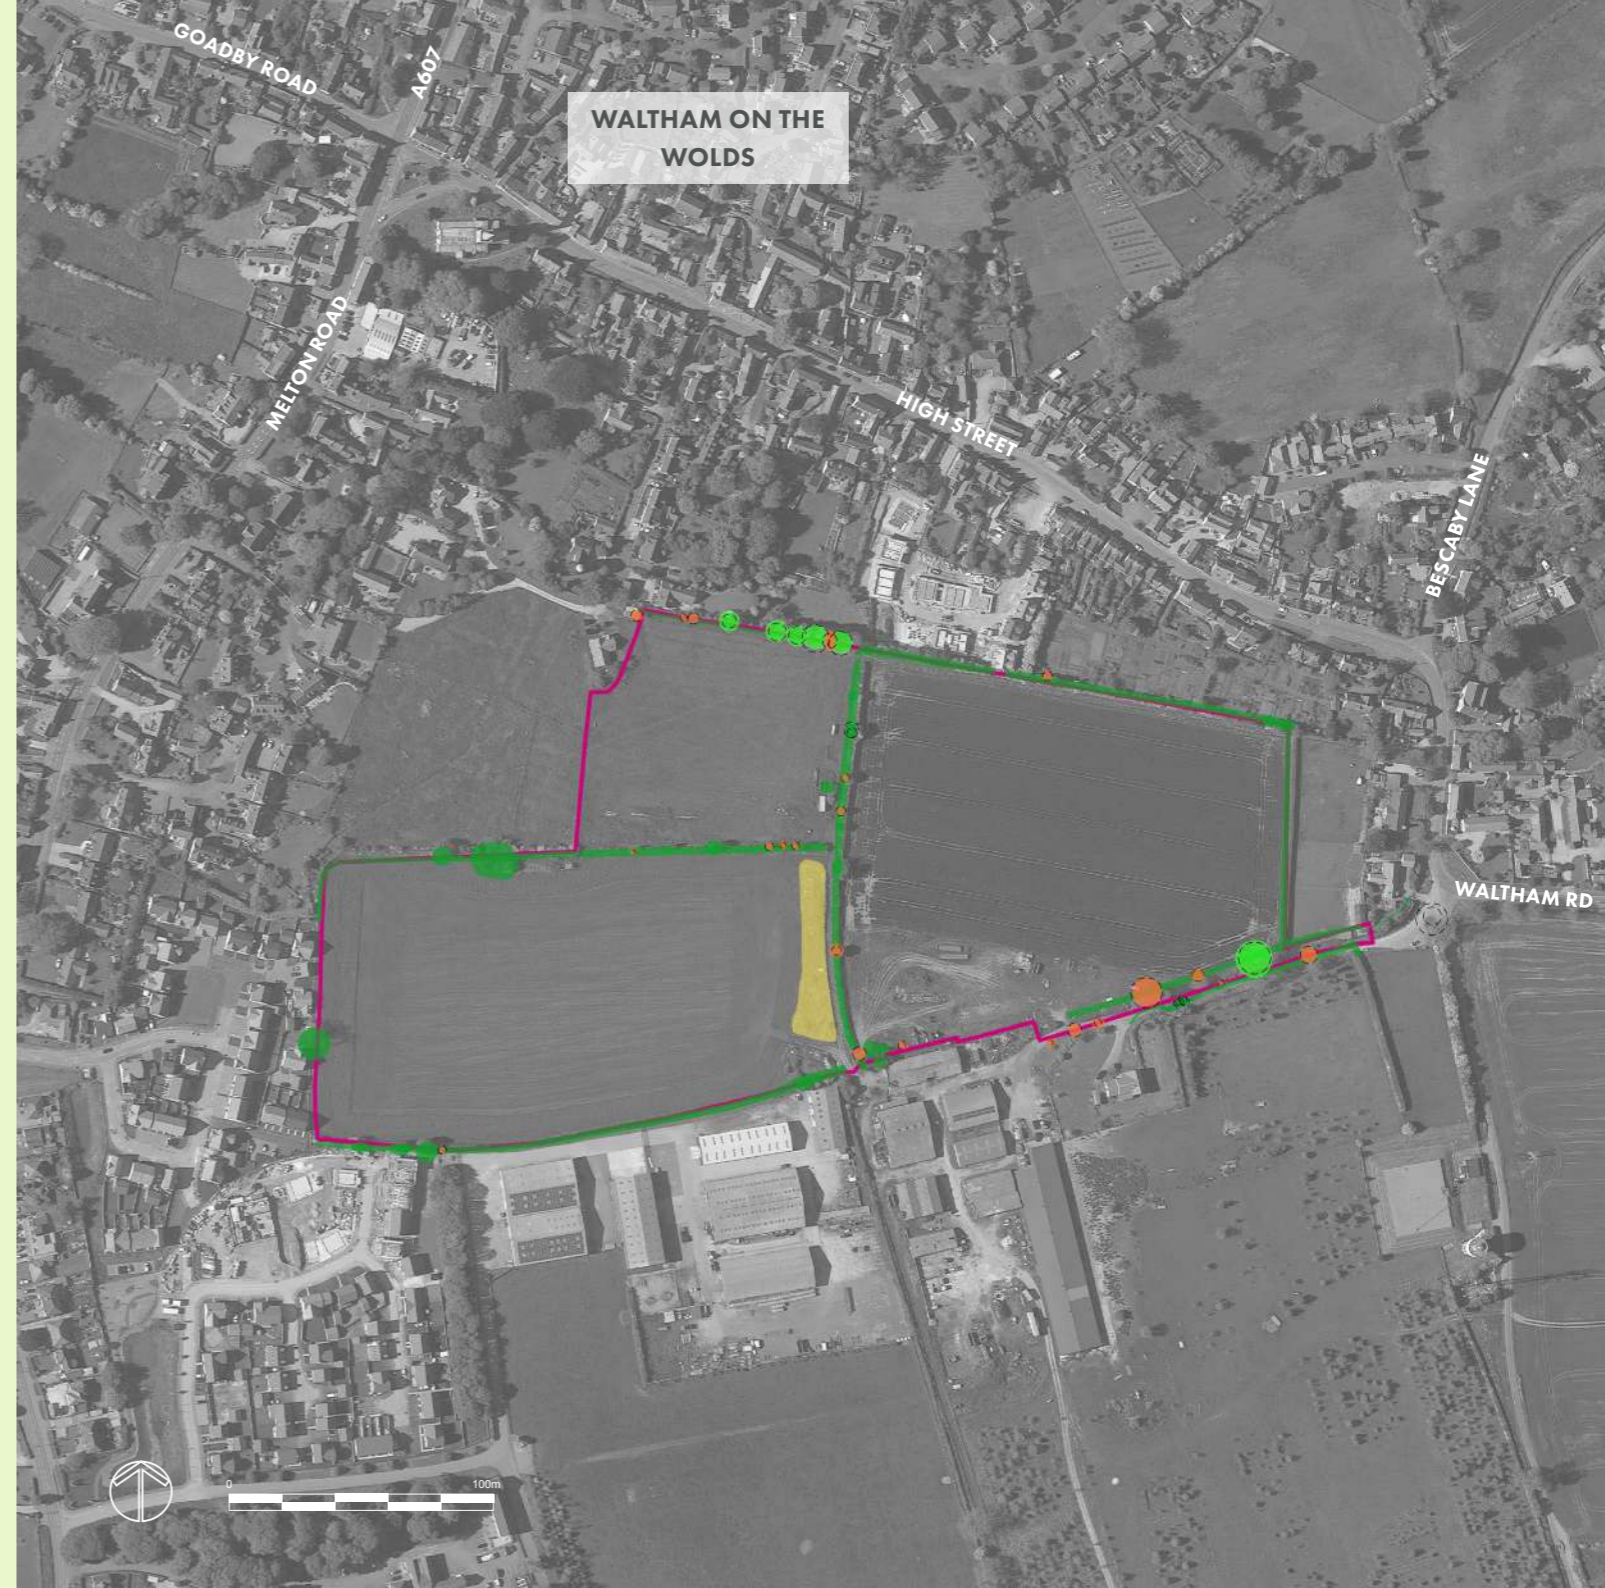 GOADBY ROAD
A607
WALTHAM ON THE
WOLDS
MELTON ROAD
HIGH STREET
BESCABY LANE
WALTHAM RD
0
100m